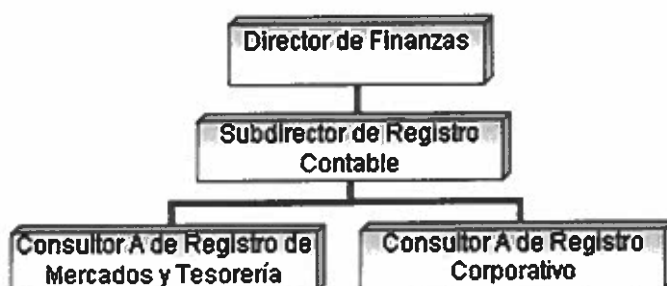 Director de Finanzas
Subdirector de Registro
Contable
Consultor A de Registro de
Mercados y Tesorería
Consultor A de Registro
Corporativo